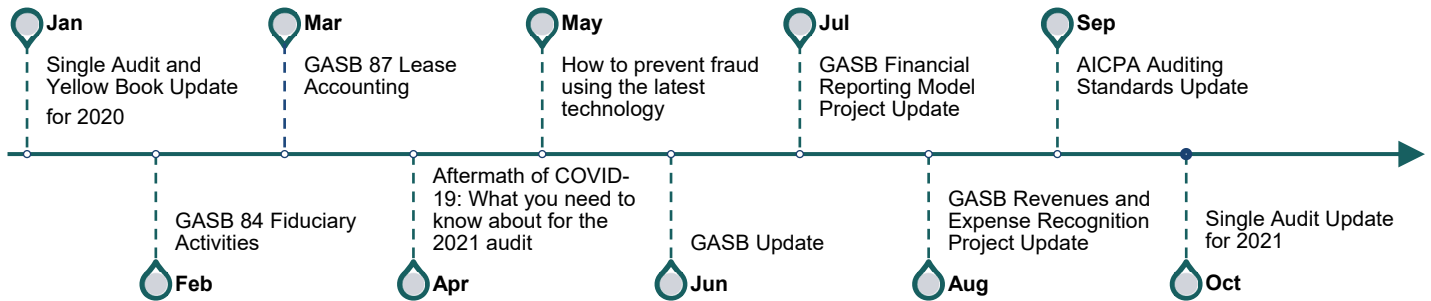 Jan
Single Audit and
Yellow Book Update
for 2020
Feb
GASB 84 Fiduciary
Activities
Mar
GASB 87 Lease
Accounting
Apr
Aftermath of COVID-
19: What you need to
know about for the
2021 audit
May
How to prevent fraud
using the latest
technology
Jun
GASB Update
Jul
GASB Financial
Reporting Model
Project Update
Aug
GASB Revenues and
Expense Recognition
Project Update
Sep
AICPA Auditing
Standards Update
Oct
Single Audit Update
for 2021